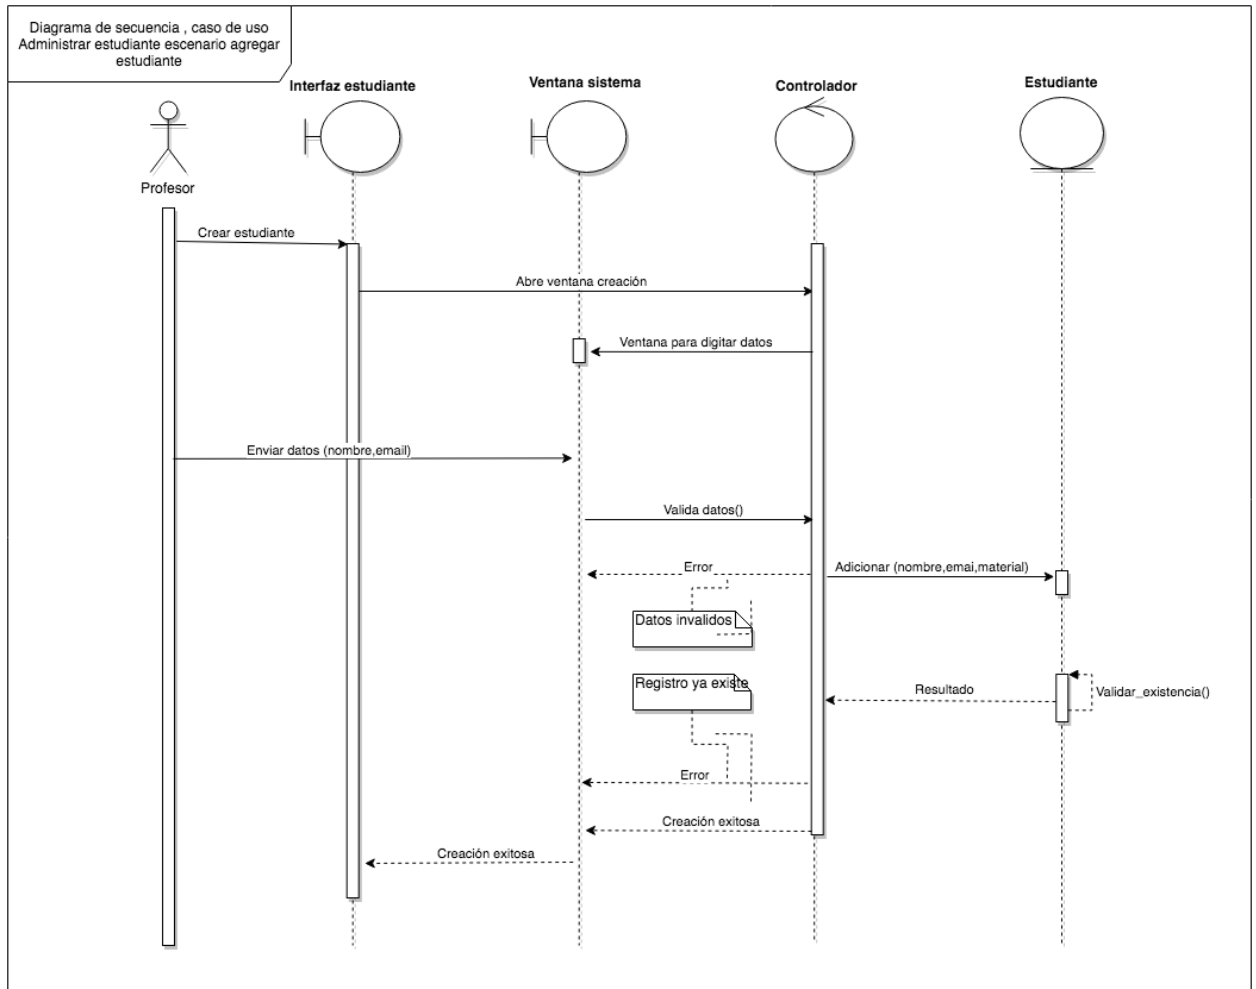 Diagrama de secuencia , caso de uso
Administrar estudiante escenario agregar
estudiante
Interfaz estudiante
Ventana sistema
Controlador
Estudiante
Profesor
Crear estudiante
Abre ventana creación
Ventana para digitar datos
Enviar datos (nombre,email)
Valida datos()
Error
Adicionar (nombre,emai,material)
Datos invalidos
Registro ya existe
Resultado
Validar_existencia()
Error
Creación exitosa
Creación exitosa